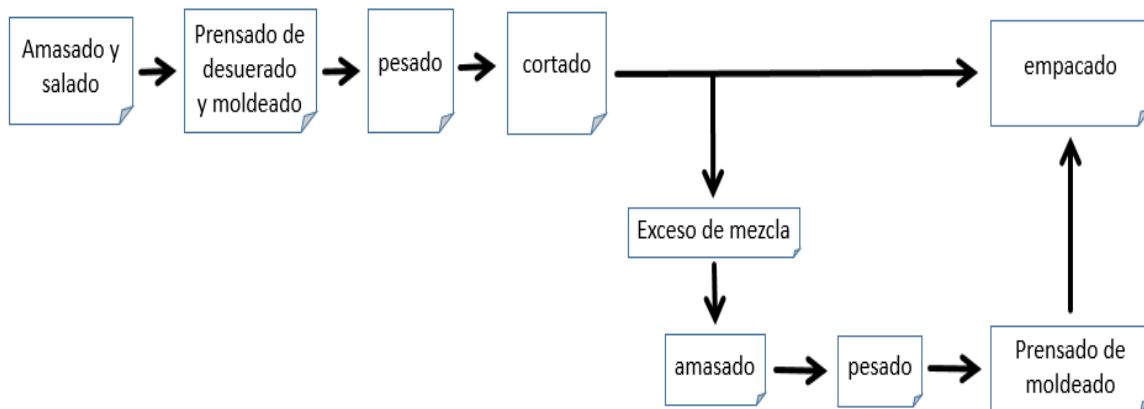 Amasado y
salado
Prensado de
desuerado
y moldeado
pesado
cortado
empacado
Exceso de mezcla
amasado
pesado
Prensado de
moldeado